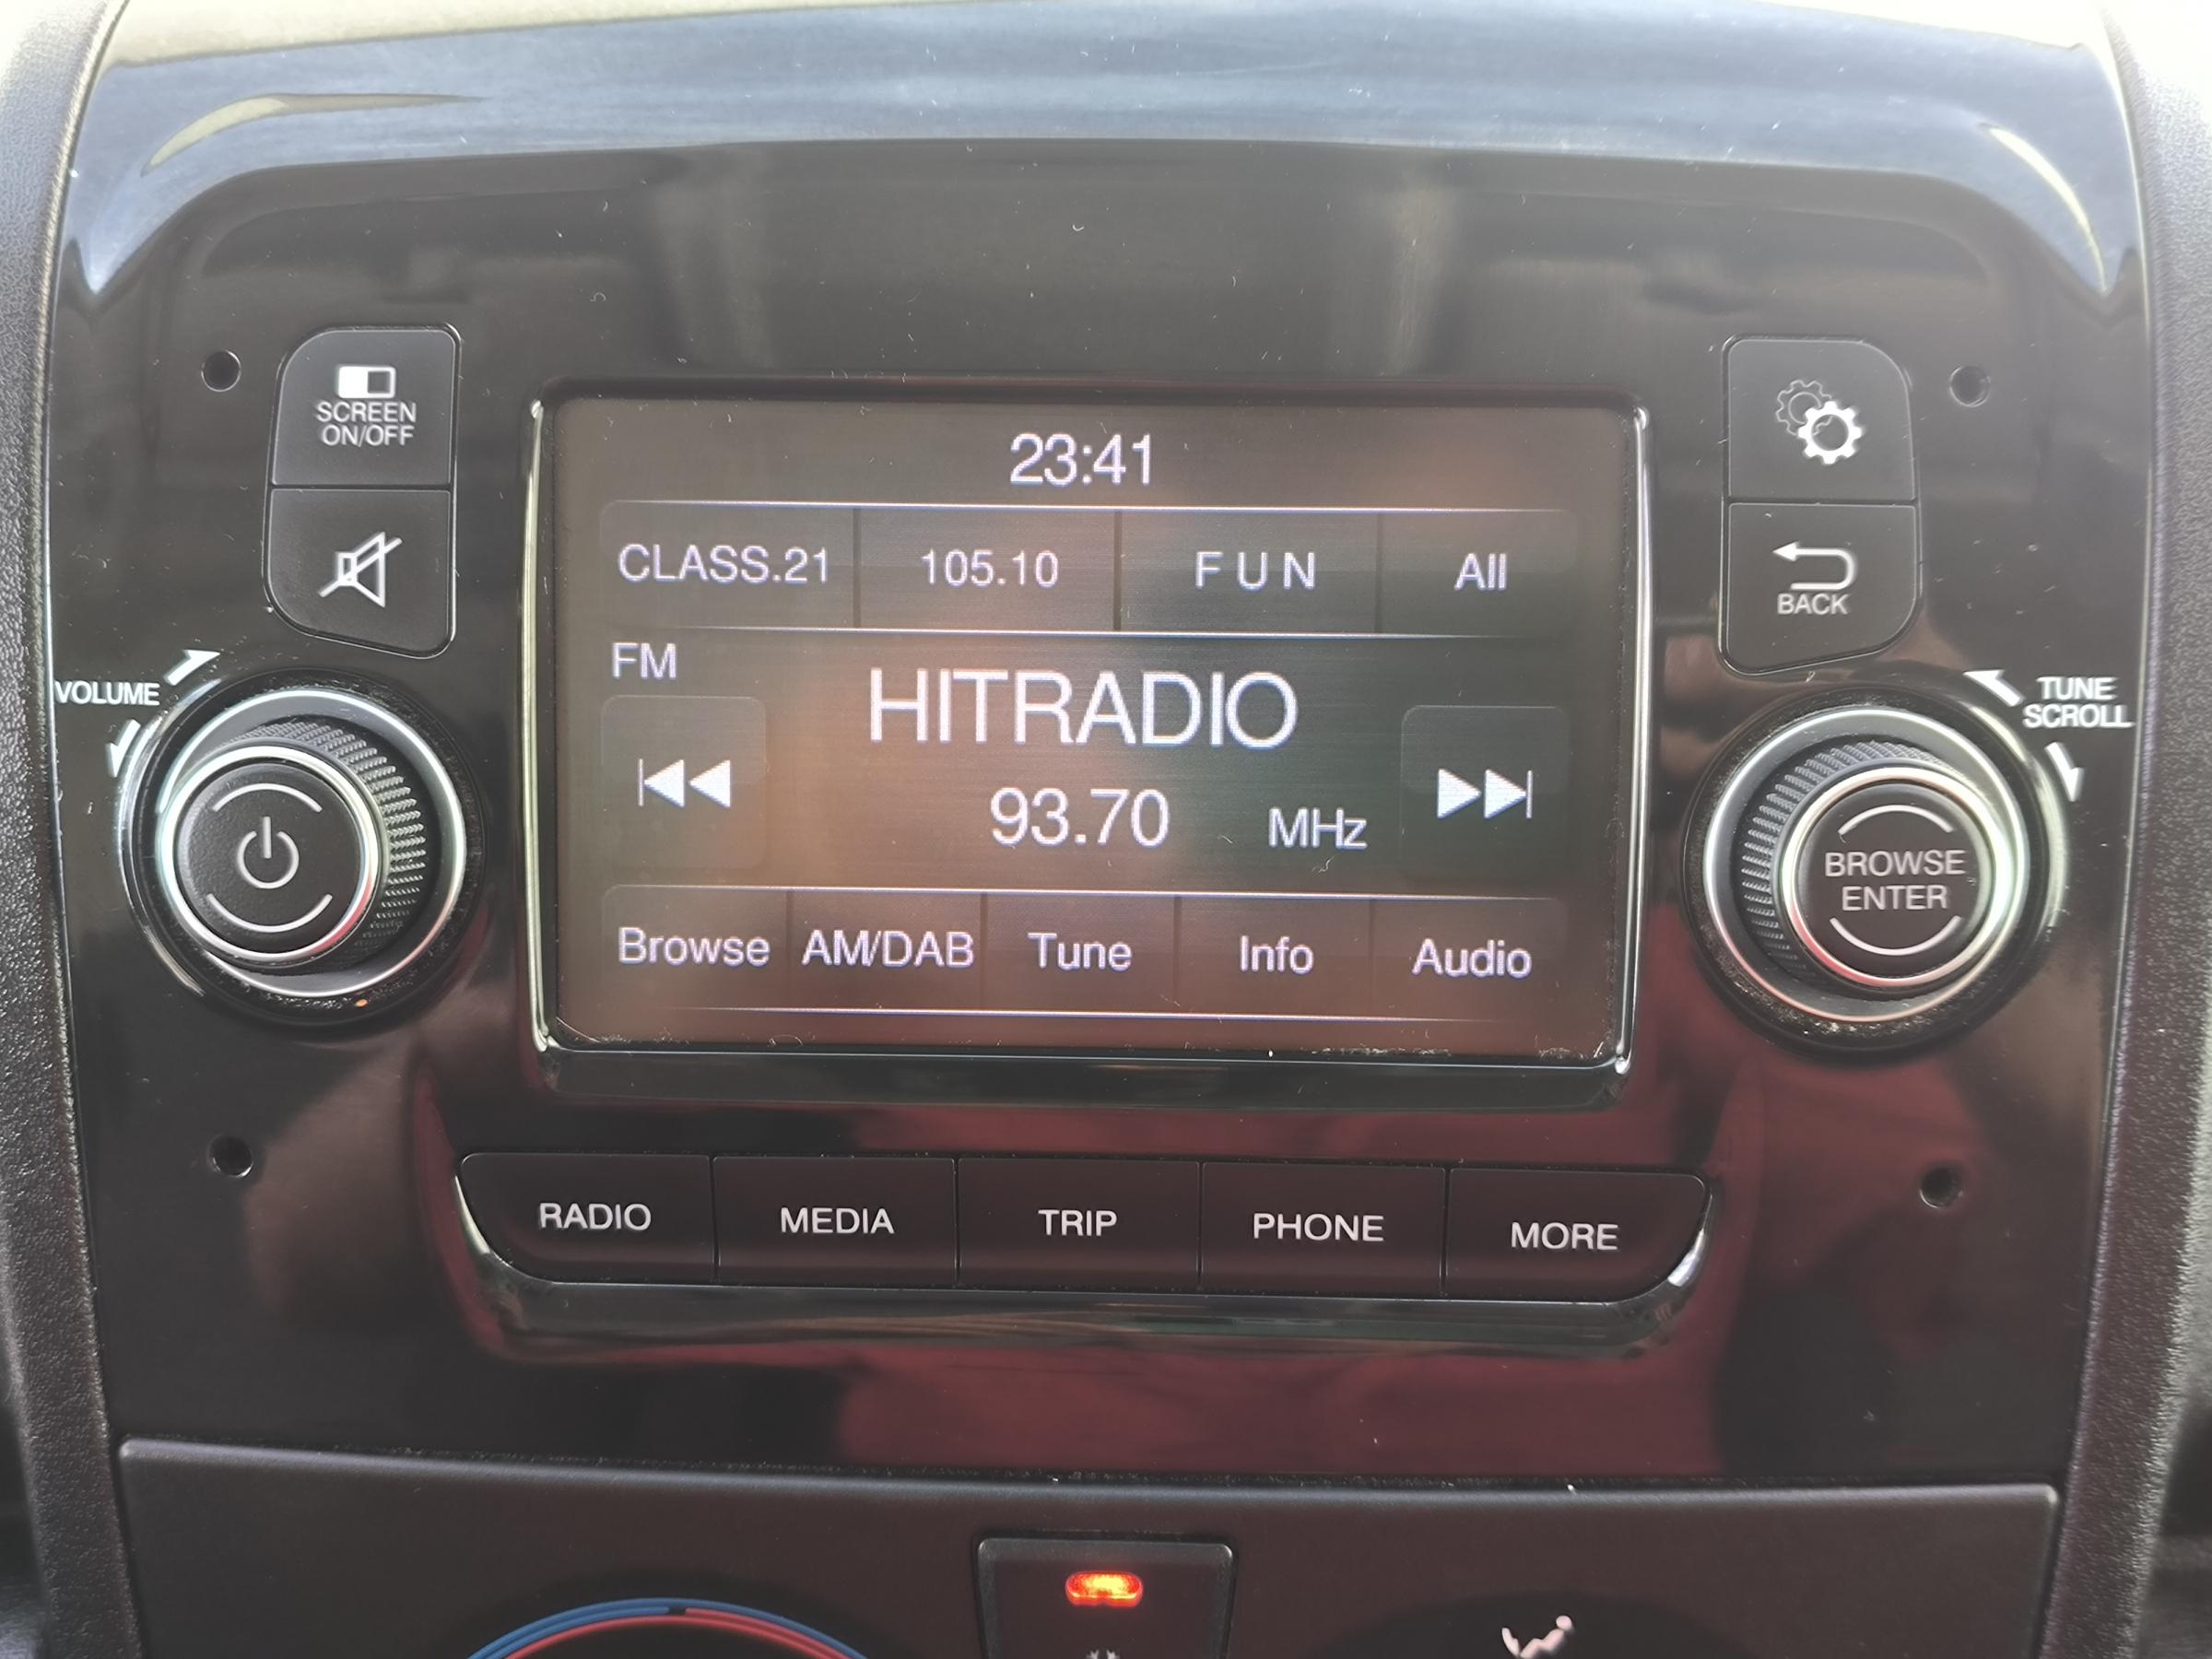 23:41
SCREEN
ON/OFF
CLASS.21 105.10 F U N All
BACK
FM
HITRADIO
VOLUME
TUNE
SCROLL
93.70 MHz
BROWSE
ENTER
Browse AM/DAB Tune Info Audio
RADIO MEDIA TRIP PHONE MORE